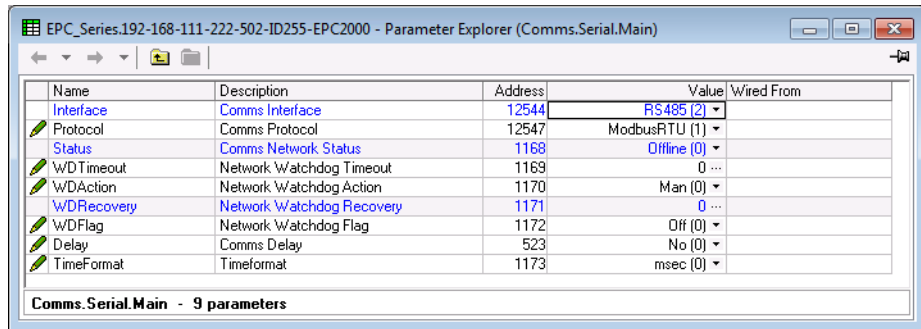 EPC_Series.192-168-111-222-502-ID255-EPC2000 - Parameter Explorer (Comms.Serial.Main)
Name Description Address Value Wired From
Interface Comms Interface 12544 RS485 (2)
Protocol Comms Protocol 12547 ModbusRTU (1)
Status Comms Network Status 1168 Offline (0)
WDTimeout Network Watchdog Timeout 1169 0 ...
WDAction Network Watchdog Action 1170 Man (0)
WDRecovery Network Watchdog Recovery 1171 0 ...
WDFlag Network Watchdog Flag 1172 Off (0)
Delay Comms Delay 523 No (0)
TimeFormat Timeformat 1173 msec (0)
Comms.Serial.Main - 9 parameters